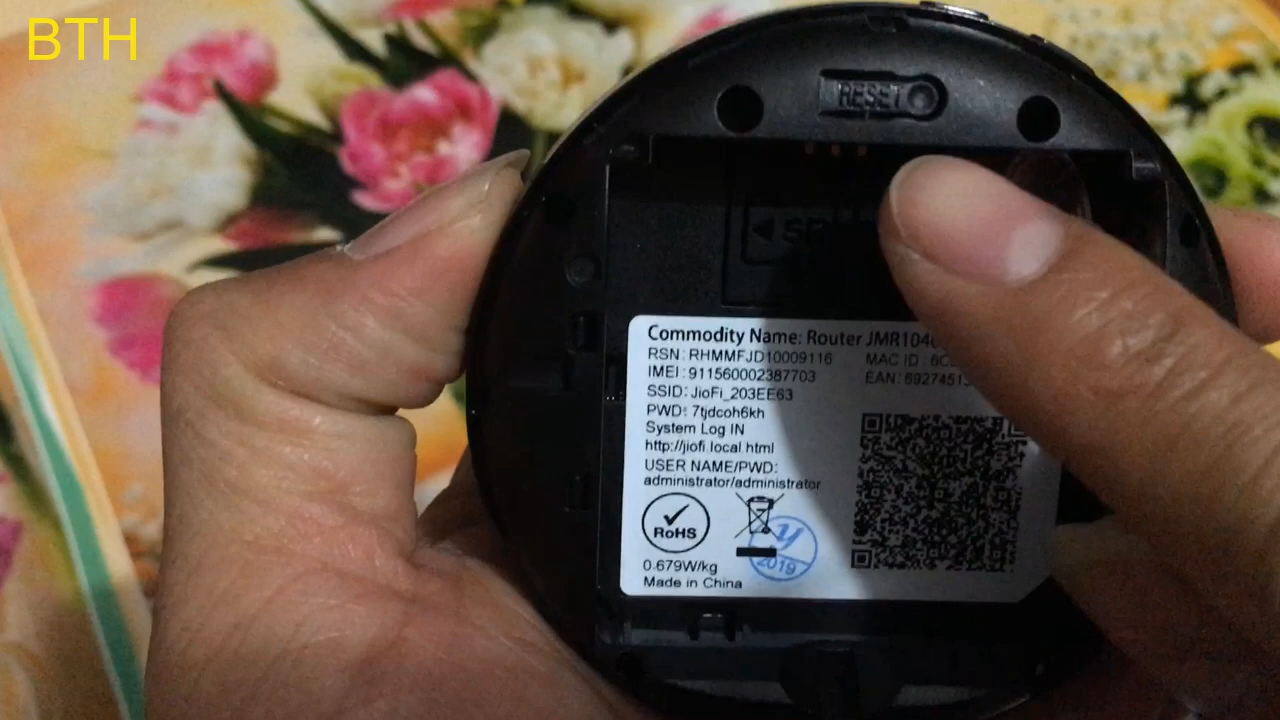 BTH
RESET
Commodity Name: Router
RSN: RHMMFJD10009116
MAC ID :
IMEI: 911560002387703
EAN:
SSID: JioFi_203EE63
PWD: 7tjdcoh6kh
System Log IN
http://jiofi.local.html
USER NAME/PWD:
administrator/administrator
RoHS
y
2019
0.679W/kg
Made in China